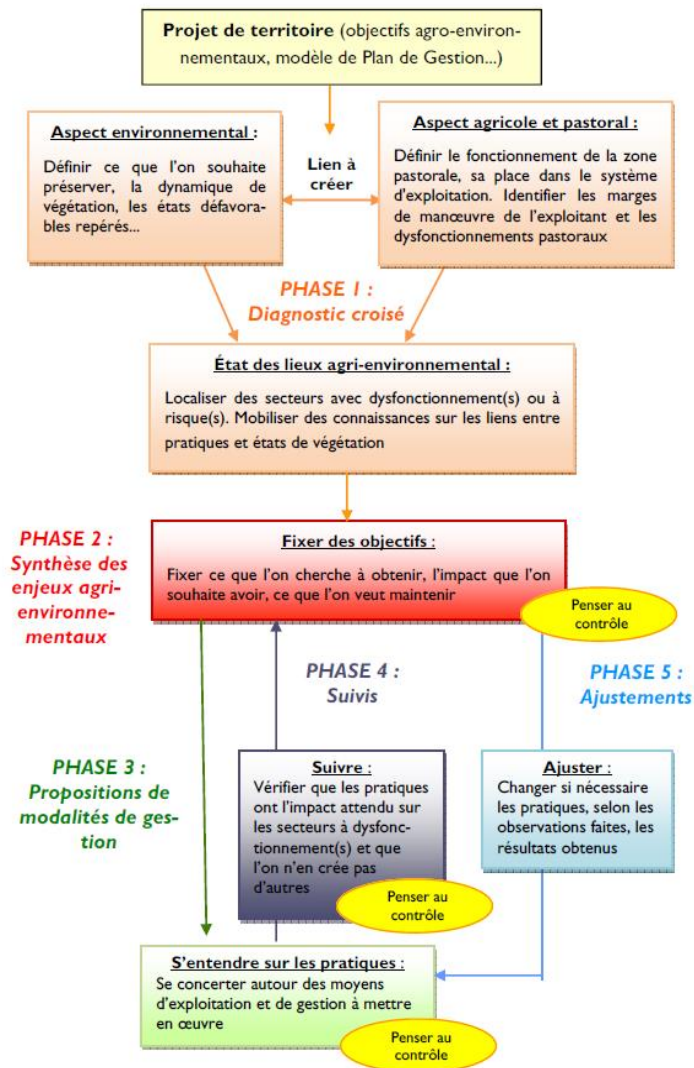 Projet de territoire (objectifs agro-environ-
nementaux, modèle de Plan de Gestion...)
Aspect environnemental :
Définir ce que l'on souhaite
préserver, la dynamique de
végétation, les états défavora-
bles repérés...
Lien à
créer
Aspect agricole et pastoral :
Définir le fonctionnement de la zone
pastorale, sa place dans le système
d'exploitation. Identifier les marges
de manœuvre de l'exploitant et les
dysfonctionnements pastoraux
PHASE I :
Diagnostic croisé
État des lieux agri-environnemental :
Localiser des secteurs avec dysfonctionnement(s) ou à
risque(s). Mobiliser des connaissances sur les liens entre
pratiques et états de végétation
PHASE 2 :
Synthèse des
enjeux agri-
environne-
mentaux
Fixer des objectifs :
Fixer ce que l'on cherche à obtenir, l'impact que l'on
souhaite avoir, ce que l'on veut maintenir
Penser au
contrôle
PHASE 4 :
Suivis
PHASE 5 :
Ajustements
PHASE 3 :
Propositions de
modalités de ges-
tion
Suivre :
Vérifier que les pratiques
ont l'impact attendu sur
les secteurs à dysfonc-
tionnement(s) et que
l'on n'en crée pas
d'autres
Penser au
contrôle
Ajuster :
Changer si nécessaire
les pratiques, selon les
observations faites, les
résultats obtenus
S'entendre sur les pratiques :
Se concerter autour des moyens
d'exploitation et de gestion à mettre
en œuvre
Penser au
contrôle